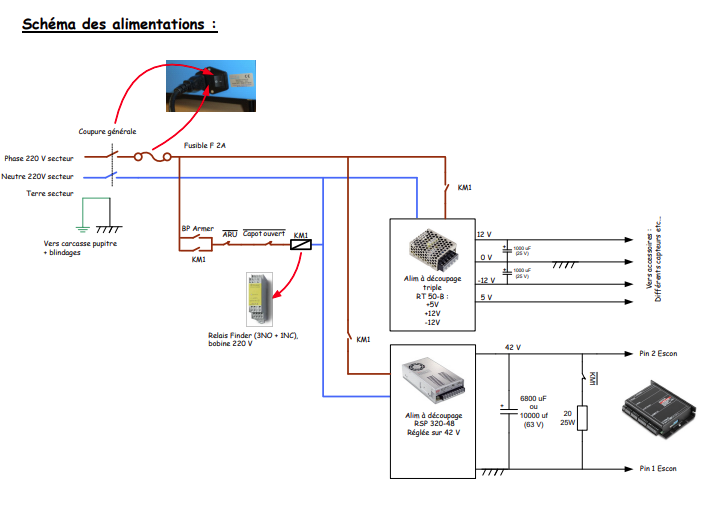 Schéma des alimentations :
Coupure générale
Fusible F 2A
Phase 220 V secteur
Neutre 220V secteur
Terre secteur
Vers carcasse pupitre
+ blindages
BP Armer
KM1
ARU
Capot ouvert
KM1
Relais Finder (3NO + 1NC),
bobine 220 V
KM1
KM1
Alim à découpage
triple
RT 50-B :
+5V
+12V
-12V
12 V
0 V
-12 V
5 V
1000 uF
(25 V)
1000 uF
(25 V)
Vers accessoires :
Différents capteurs etc...
Alim à découpage
RSP 320-48
Réglée sur 42 V
42 V
+
6800 uF
ou
10000 uf
(63 V)
KM1
20
25W
Pin 2 Escon
Pin 1 Escon